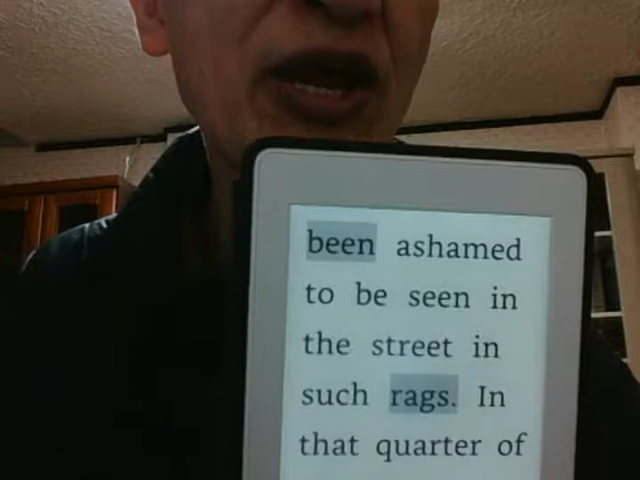 been ashamed
to be seen in
the street in
such rags. In
that quarter of